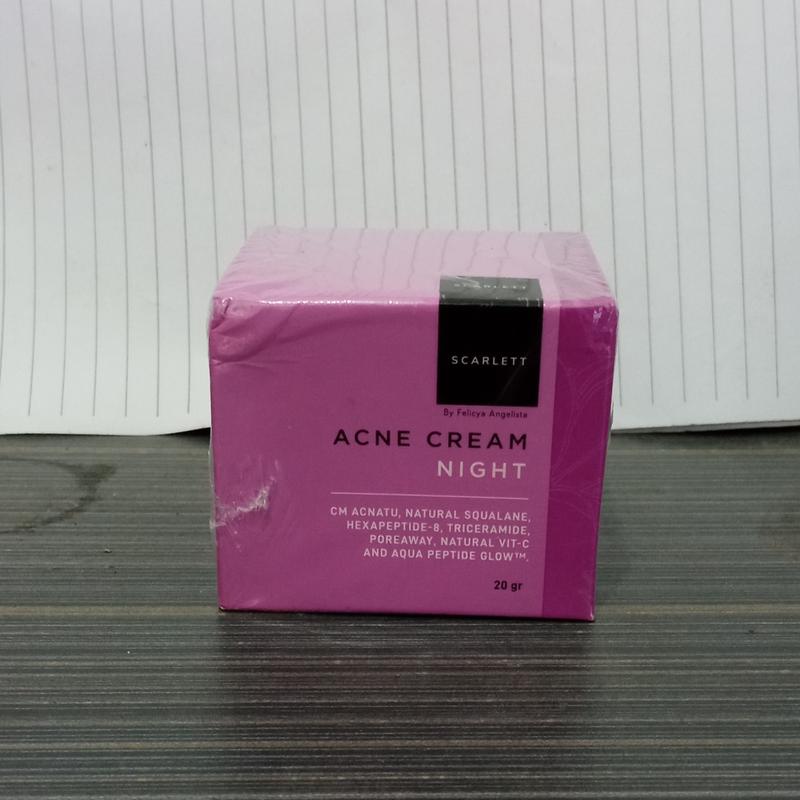 SCARLETT
SCARLETT
By Felicya Angelista
ACNE CREAM
NIGHT
CM ACNATU, NATURAL SQUALANE,
HEXAPEPTIDE-8, TRICERAMIDE,
POREAWAY, NATURAL VIT-C
AND AQUA PEPTIDE GLOW™.
20 gr